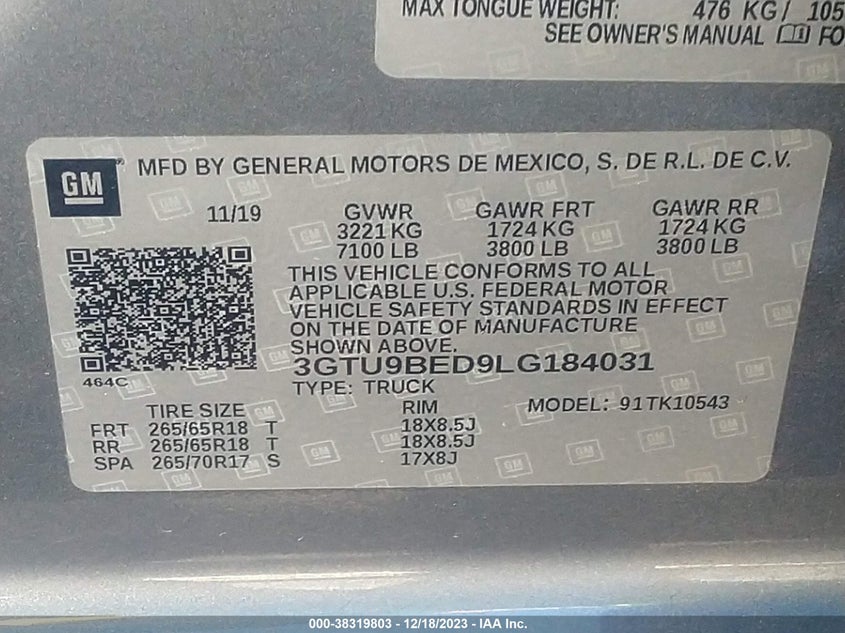 MAX TONGUE WEIGHT: 476 KG/ 105
SEE OWNER'S MANUAL FO
GM MFD BY GENERAL MOTORS DE MEXICO, S. DE R.L. DE C.V.
11/19 GVWR GAWR FRT GAWR RR
3221 KG 1724 KG 1724 KG
7100 LB 3800 LB 3800 LB
THIS VEHICLE CONFORMS TO ALL
APPLICABLE U.S. FEDERAL MOTOR
VEHICLE SAFETY STANDARDS IN EFFECT
ON THE DATE OF MANUFACTURE
SHOWN ABOVE.
3GTU9BED9LG184031
464C
TYPE: TRUCK
TIRE SIZE RIM MODEL: 91TK10543
FRT 265/65R18 T 18X8.5J
RR 265/65R18 T 18X8.5J
SPA 265/70R17 S 17X8J
000-38319803 - 12/18/2023 - IAA Inc.